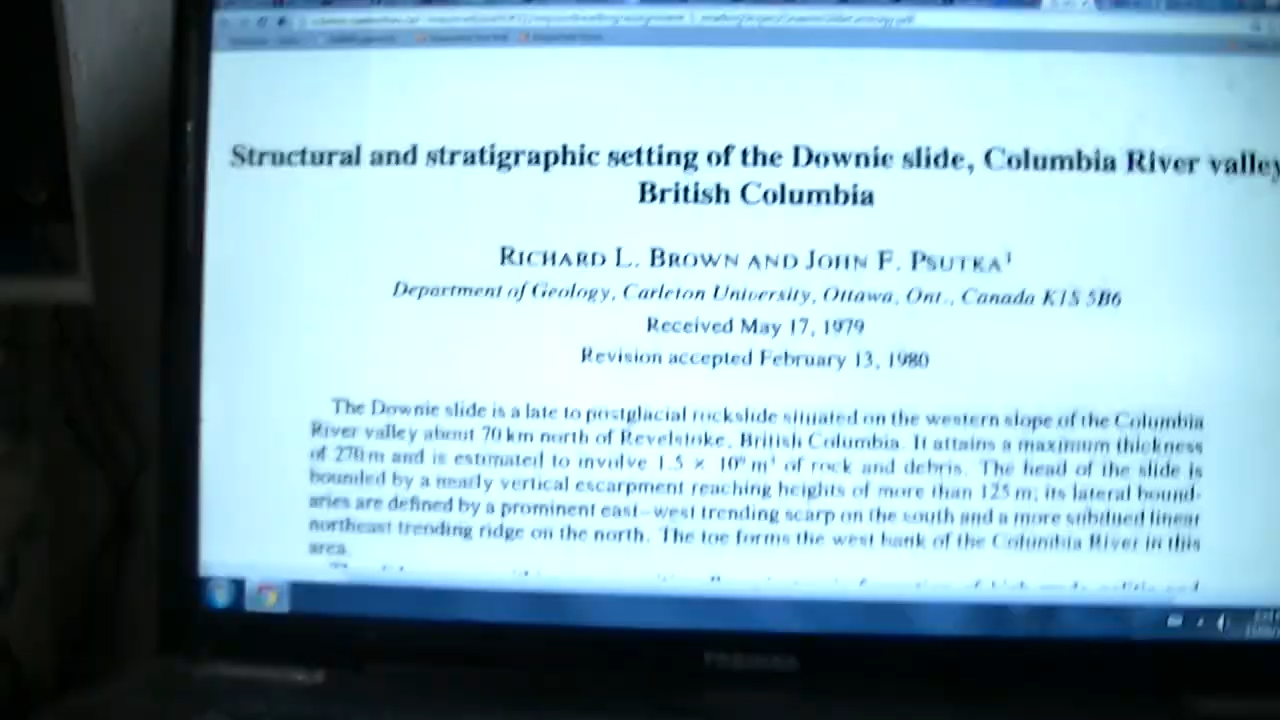 Structural and stratigraphic setting of the Downie slide, Columbia River valley
British Columbia
RICHARD L. BROWN AND JOHN F. PSUTKA¹
Department of Geology, Carleton University, Ottawa, Ont., Canada K1S 5B6
Received May 17, 1979
Revision accepted February 13, 1980
The Downie slide is a late to postglacial rockslide situated on the western slope of the Columbia
River valley about 70 km north of Revelstoke, British Columbia. It attains a maximum thickness
of 270 m and is estimated to involve 1.5 × 10⁹ m³ of rock and debris. The head of the slide is
bounded by a nearly vertical escarpment reaching heights of more than 125 m; its lateral bound-
aries are defined by a prominent east–west trending scarp on the south and a more subdued linear
northeast trending ridge on the north. The toe forms the west bank of the Columbia River in this
area.
TOSHIBA